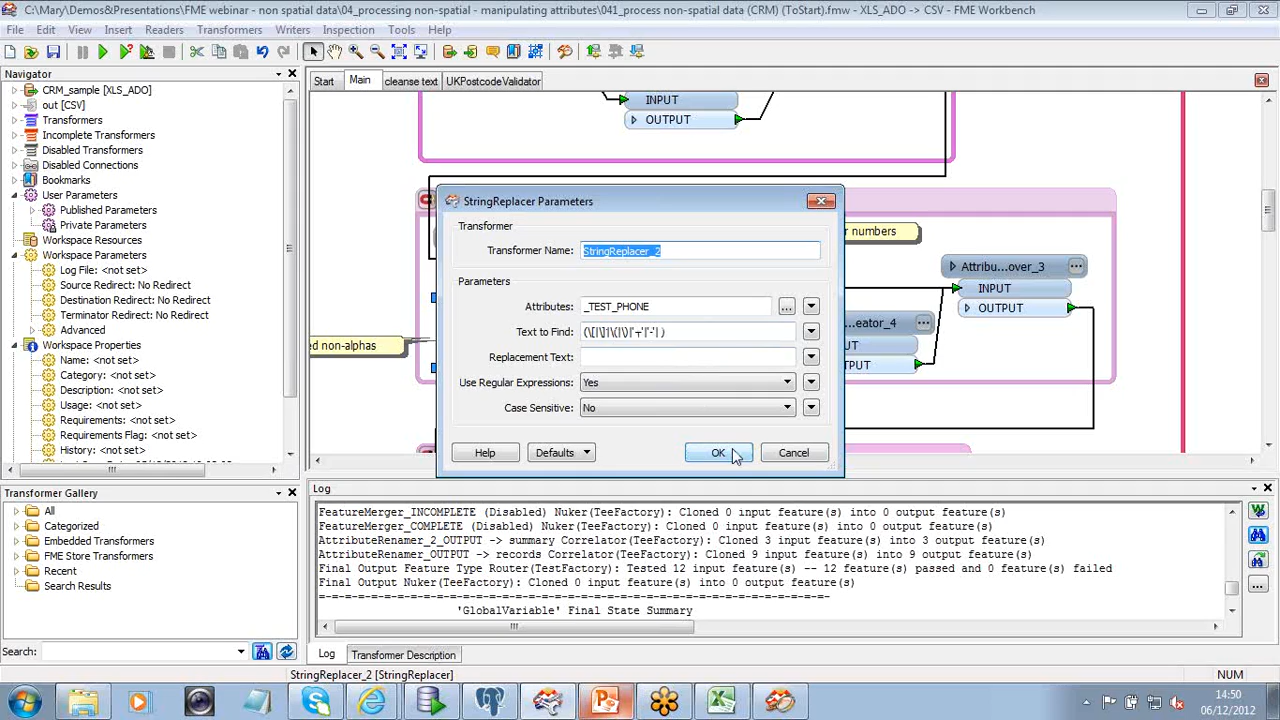 C:\Mary\Demos&Presentations\FME webinar - non spatial data\04_processing non-spatial - manipulating attributes\041_process non-spatial data (CRM) (ToStart).fmw - XLS_ADO -> CSV - FME Workbench
File Edit View Insert Readers Transformers Writers Inspection Tools Help
Navigator
CRM_sample [XLS_ADO]
out [CSV]
Transformers
Incomplete Transformers
Disabled Transformers
Disabled Connections
Bookmarks
User Parameters
Published Parameters
Private Parameters
Workspace Resources
Workspace Parameters
Log File: <not set>
Source Redirect: No Redirect
Destination Redirect: No Redirect
Terminator Redirect: No Redirect
Advanced
Workspace Properties
Name: <not set>
Category: <not set>
Description: <not set>
Usage: <not set>
Requirements: <not set>
Requirements Flag: <not set>
History: <not set>
Transformer Gallery
All
Categorized
Embedded Transformers
FME Store Transformers
Recent
Search Results
Search:
Start Main cleanse text UKPostcodeValidator
INPUT
OUTPUT
ed non-alphas
r numbers
Attribu...over_3
INPUT
OUTPUT
...eator_4
UT
PUT
StringReplacer Parameters
Transformer
Transformer Name: StringReplacer_2
Parameters
Attributes: _TEST_PHONE
Text to Find: (\[|\]|\(|\)|'+'|'-'| )
Replacement Text:
Use Regular Expressions: Yes
Case Sensitive: No
Help Defaults OK Cancel
Log
FeatureMerger_INCOMPLETE (Disabled) Nuker(TeeFactory): Cloned 0 input feature(s) into 0 output feature(s)
FeatureMerger_COMPLETE (Disabled) Nuker(TeeFactory): Cloned 0 input feature(s) into 0 output feature(s)
AttributeRenamer_2_OUTPUT -> summary Correlator(TeeFactory): Cloned 3 input feature(s) into 3 output feature(s)
AttributeRenamer_OUTPUT -> records Correlator(TeeFactory): Cloned 9 input feature(s) into 9 output feature(s)
Final Output Feature Type Router(TestFactory): Tested 12 input feature(s) -- 12 feature(s) passed and 0 feature(s) failed
Final Output Nuker(TeeFactory): Cloned 0 input feature(s) into 0 output feature(s)
=-=-=-=-=-=-=-=-=-=-=-=-=-=-=-=-=-=-=-=-=-=-=-=-=-=-=-=-=-=-=-=-=-=-=-=-=-=-
'GlobalVariable' Final State Summary
Log Transformer Description
StringReplacer_2 [StringReplacer]
NUM
14:50
06/12/2012